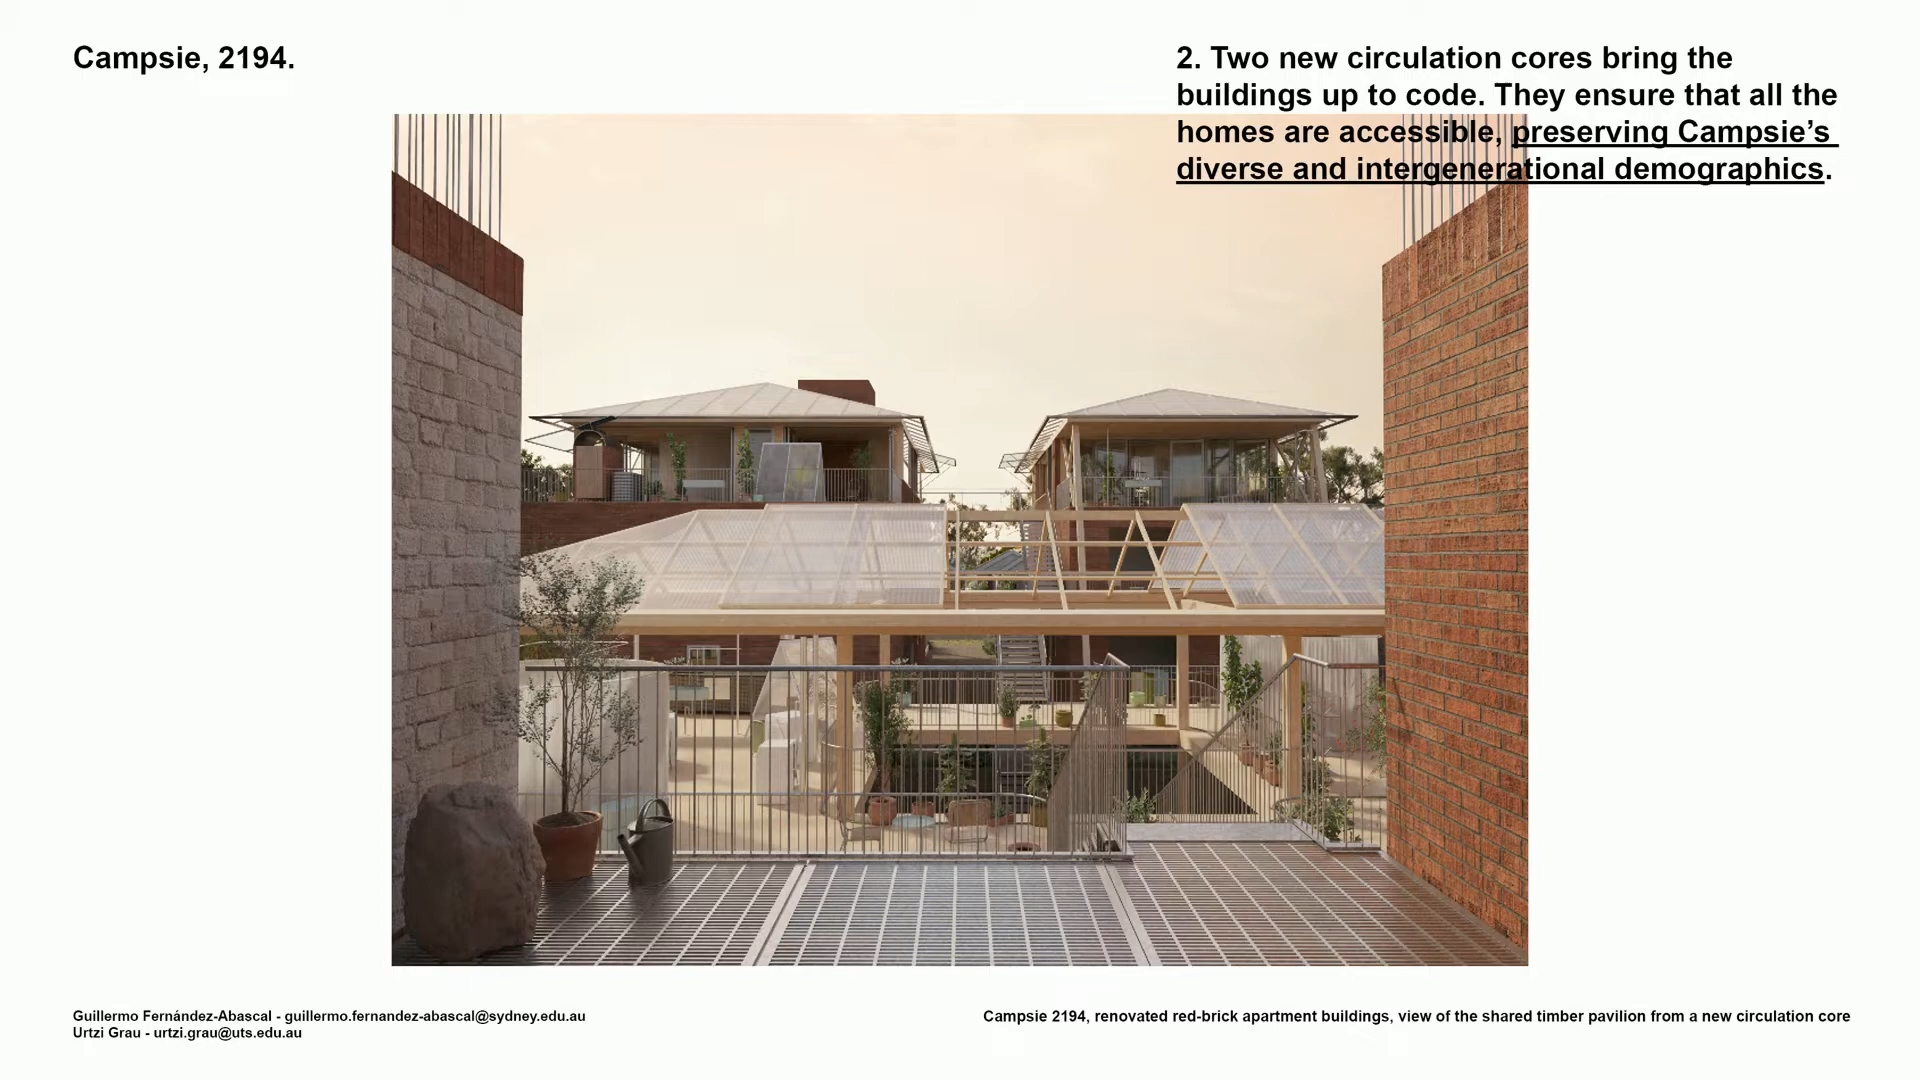 Campsie, 2194.
2. Two new circulation cores bring the
buildings up to code. They ensure that all the
homes are accessible, preserving Campsie’s
diverse and intergenerational demographics.
Guillermo Fernández-Abascal - guillermo.fernandez-abascal@sydney.edu.au
Urtzi Grau - urtzi.grau@uts.edu.au
Campsie 2194, renovated red-brick apartment buildings, view of the shared timber pavilion from a new circulation core